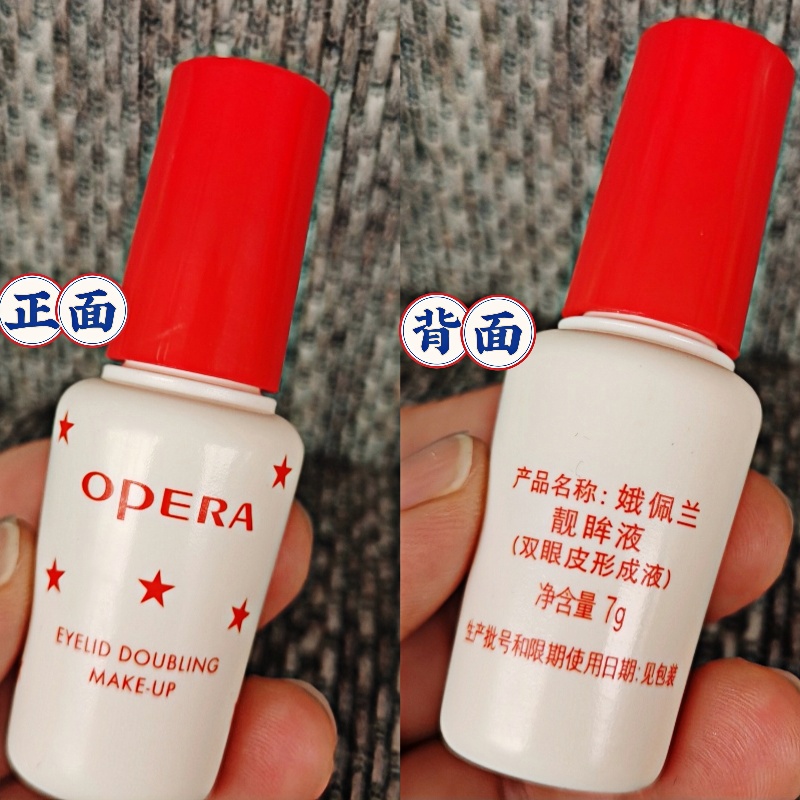 正面
OPERA
EYELID DOUBLING
MAKE-UP
背面
产品名称：娥佩兰
靓眸液
(双眼皮形成液)
净含量 7g
生产批号和限期使用日期：见包装